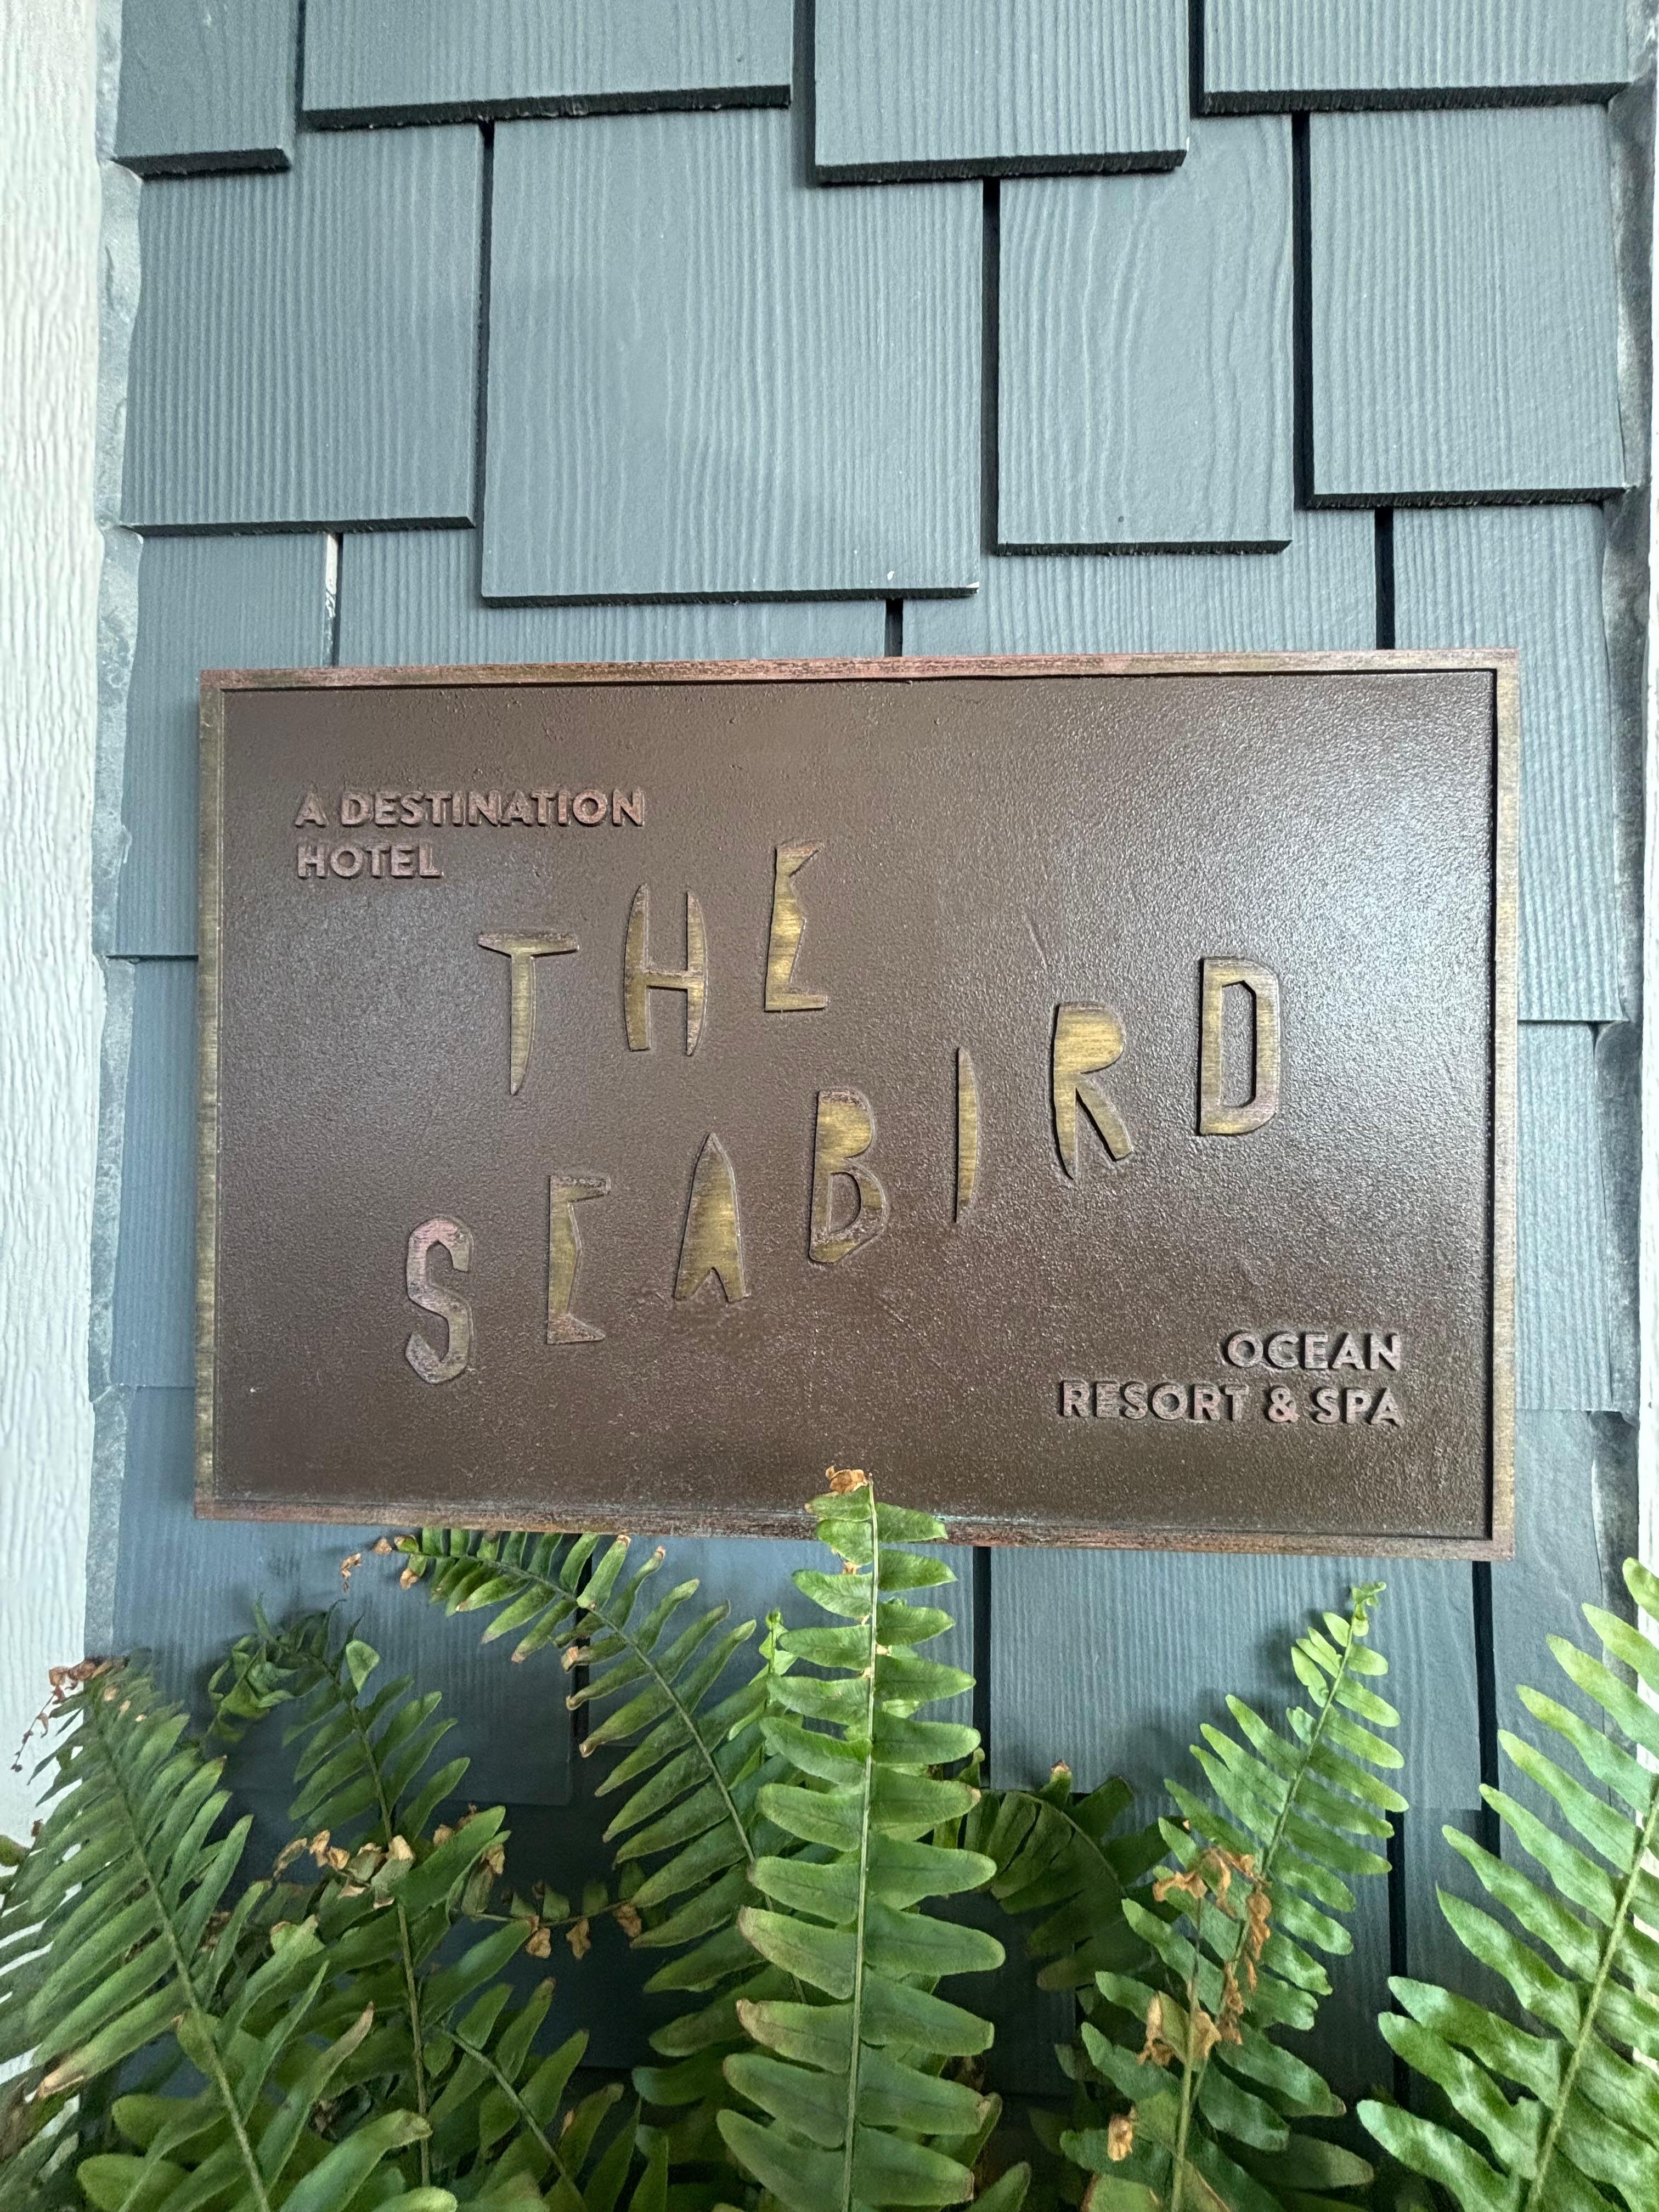 A DESTINATION
HOTEL
THE
SEABIRD
OCEAN
RESORT & SPA